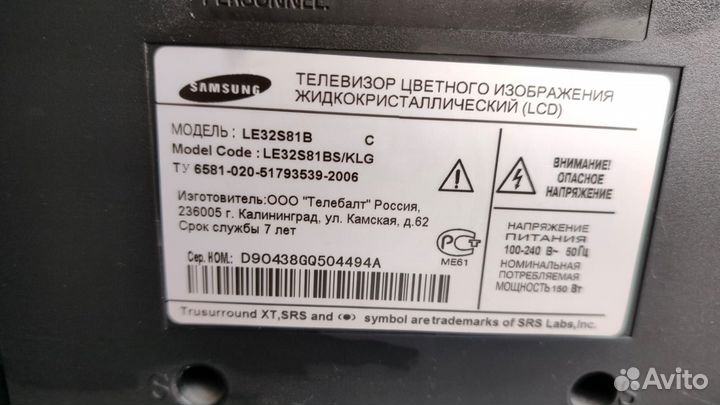 PERSONNEL.
SAMSUNG
ТЕЛЕВИЗОР ЦВЕТНОГО ИЗОБРАЖЕНИЯ
ЖИДКОКРИСТАЛЛИЧЕСКИЙ (LCD)
МОДЕЛЬ : LE32S81B C
Model Code : LE32S81BS/KLG
ТУ 6581-020-51793539-2006
Изготовитель:ООО "Телебалт" Россия,
236005 г. Калининград, ул. Камская, д.62
Срок службы 7 лет
Сер. НОМ.: D90438GQ504494A
РСТ
ME61
ВНИМАНИЕ!
ОПАСНОЕ
НАПРЯЖЕНИЕ
НАПРЯЖЕНИЕ
ПИТАНИЯ
100-240 В~ 50Гц
НОМИНАЛЬНАЯ
ПОТРЕБЛЯЕМАЯ
МОЩНОСТЬ 150 Вт
Trusurround XT,SRS and (●) symbol are trademarks of SRS Labs,Inc.
Avito